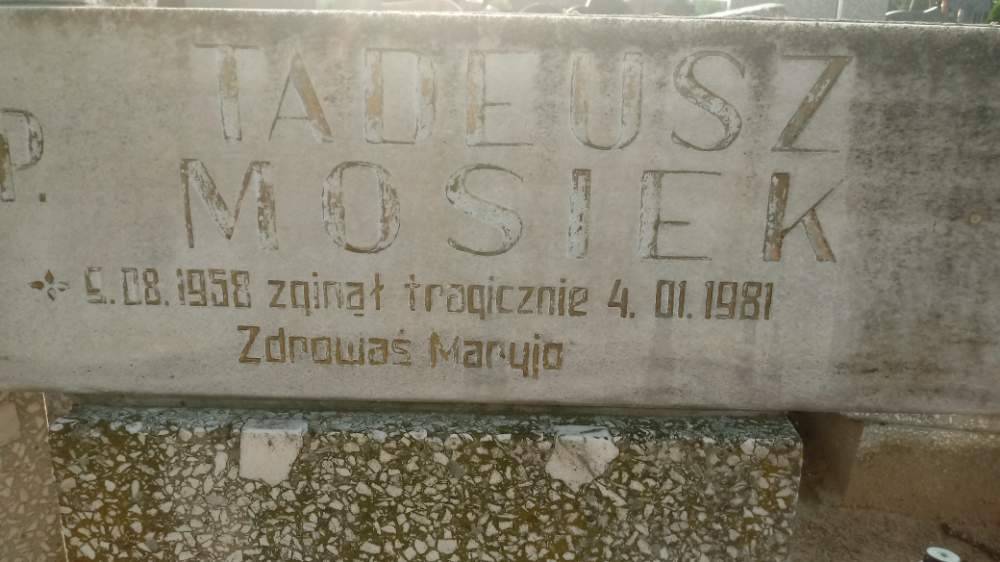 P.
TADEUSZ
MOSIEK
5.08.1958 zginął tragicznie 4. 01. 1981
Zdrowaś Maryjo